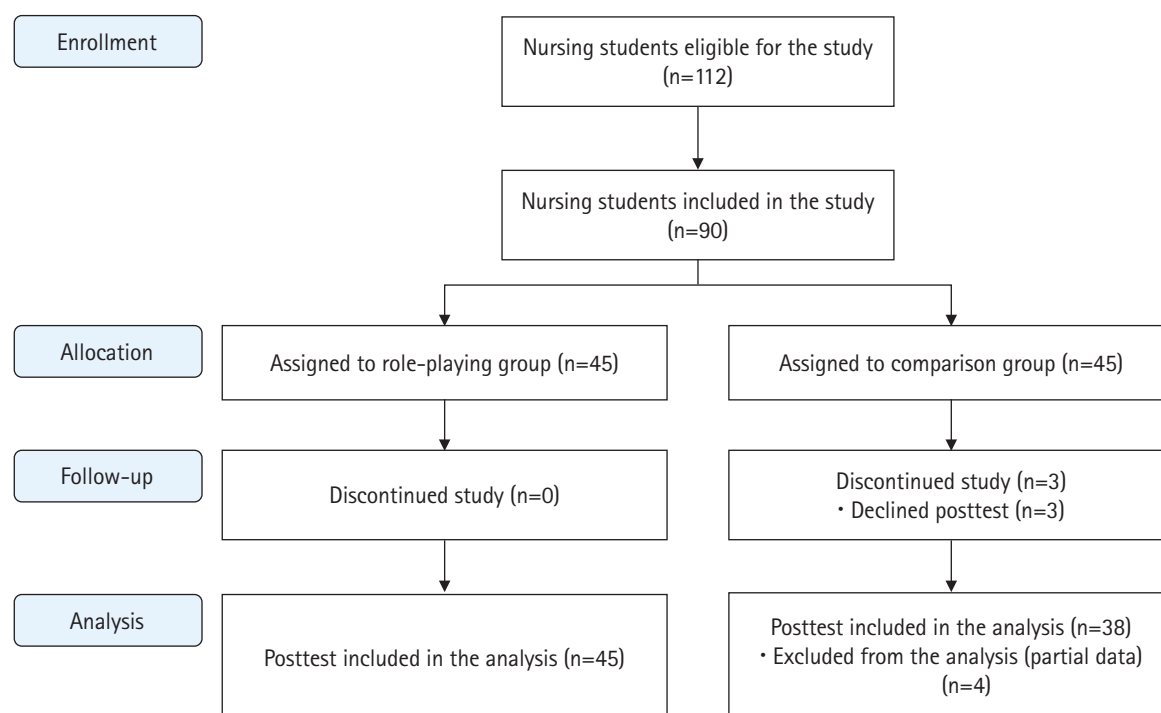 Enrollment
Nursing students eligible for the study
(n=112)
Nursing students included in the study
(n=90)
Allocation
Assigned to role-playing group (n=45)
Assigned to comparison group (n=45)
Follow-up
Discontinued study (n=0)
Discontinued study (n=3)
· Declined posttest (n=3)
Analysis
Posttest included in the analysis (n=45)
Posttest included in the analysis (n=38)
· Excluded from the analysis (partial data)
(n=4)